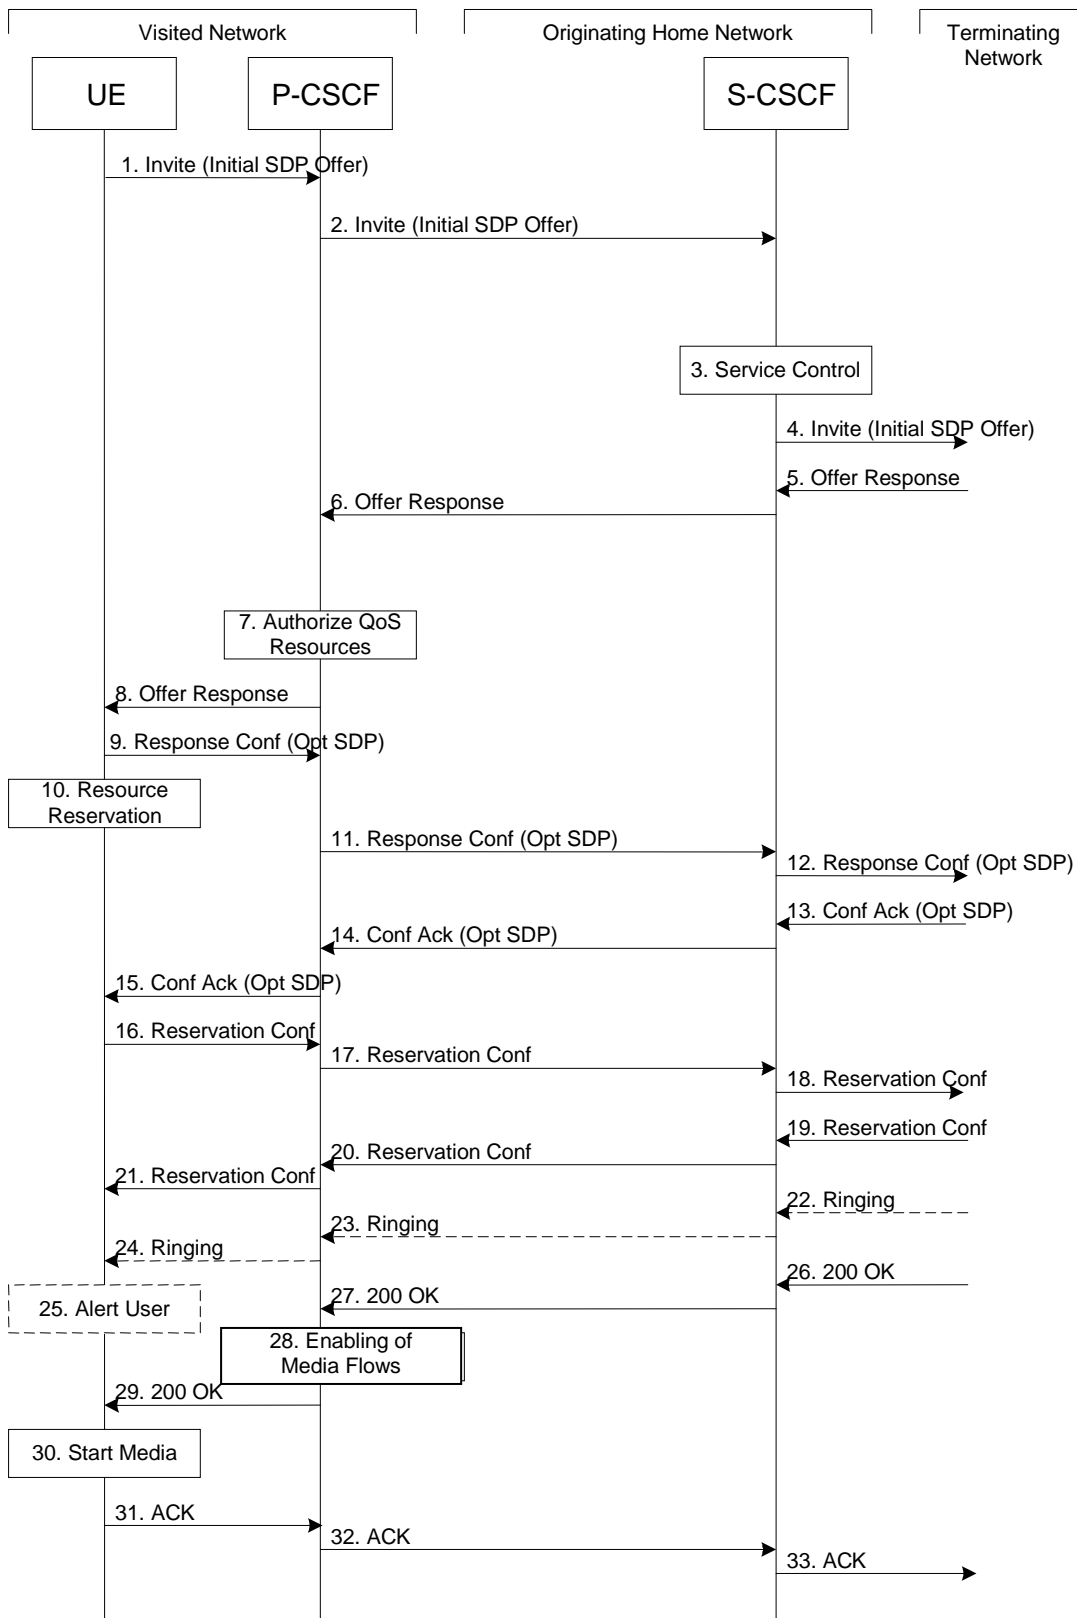 Visited Network
Originating Home Network
Terminating
Network
UE
P-CSCF
S-CSCF
1. Invite (Initial SDP Offer)
2. Invite (Initial SDP Offer)
3. Service Control
4. Invite (Initial SDP Offer)
5. Offer Response
6. Offer Response
7. Authorize QoS
Resources
8. Offer Response
9. Response Conf (Opt SDP)
10. Resource
Reservation
11. Response Conf (Opt SDP)
12. Response Conf (Opt SDP)
13. Conf Ack (Opt SDP)
14. Conf Ack (Opt SDP)
15. Conf Ack (Opt SDP)
16. Reservation Conf
17. Reservation Conf
18. Reservation Conf
19. Reservation Conf
20. Reservation Conf
21. Reservation Conf
22. Ringing
23. Ringing
24. Ringing
25. Alert User
26. 200 OK
27. 200 OK
28. Enabling of
Media Flows
29. 200 OK
30. Start Media
31. ACK
32. ACK
33. ACK